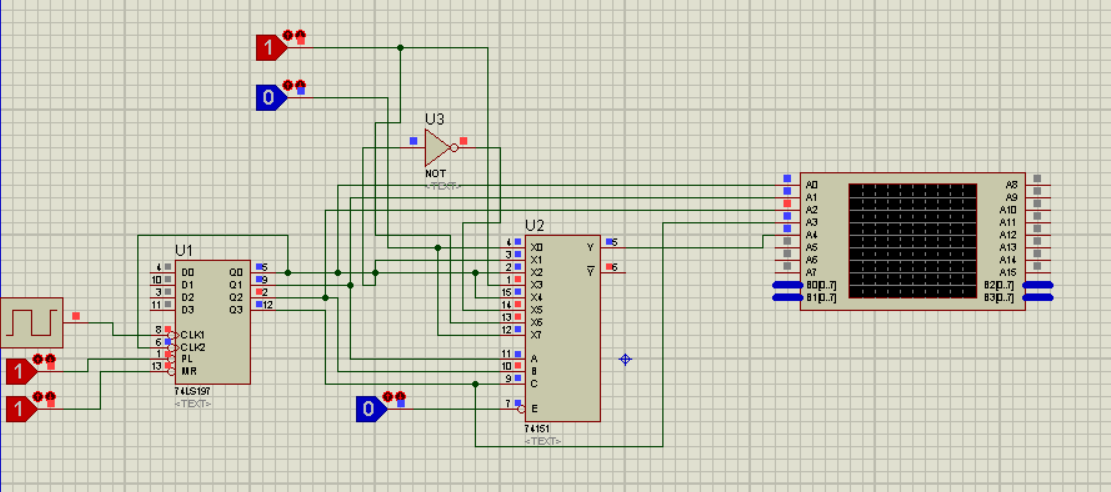 1
0
U3
NOT
<TEXT>
U1
4 D0 Q0 5
10 D1 Q1 9
3 D2 Q2 2
11 D3 Q3 12
8 CLK1
6 CLK2
1 PL
13 MR
74LS197
<TEXT>
1
1
0
U2
4 X0 Y 5
3 X1
2 X2 Y 6
1 X3
15 X4
14 X5
13 X6
12 X7
11 A
10 B
9 C
7 E
74151
<TEXT>
A0 A8
A1 A9
A2 A10
A3 A11
A4 A12
A5 A13
A6 A14
A7 A15
B0[0..7] B2[0..7]
B1[0..7] B3[0..7]